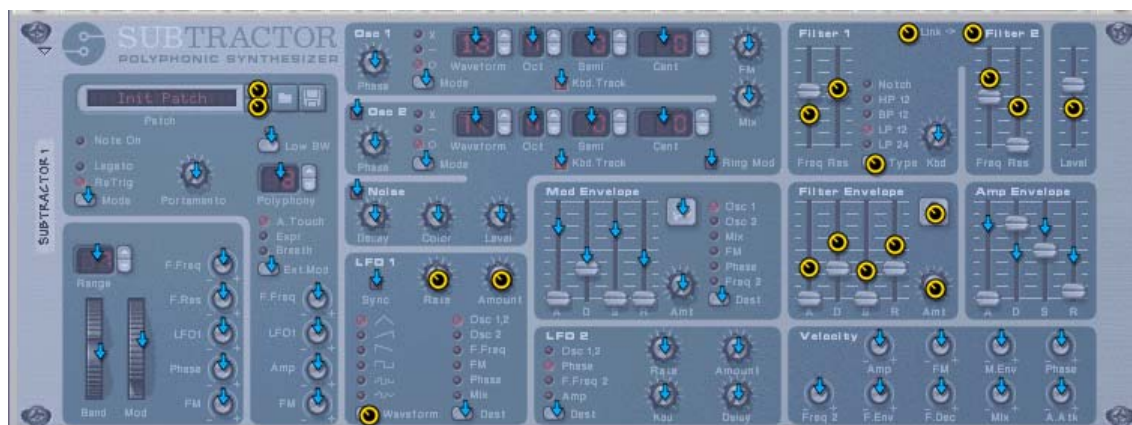 SUBTRACTOR
POLYPHONIC SYNTHESIZER
Init Patch
Patch
Note On
Low BW
Legato
ReTrig
Mode
Portamento
Polyphony
A.Touch
Expr
Breath
Ext.Mod
Range
F.Freq
F.Res
LFO1
Phase
FM
Bend
Mod
F.Freq
LFO1
Amp
FM
SUBTRACTOR 1
Osc 1
X
–
O
Phase
Mode
Waveform
Oct
Semi
Cent
Kbd.Track
FM
Mix
Osc 2
X
–
O
Phase
Mode
Waveform
Oct
Semi
Cent
Kbd.Track
Ring Mod
Noise
Decay
Color
Level
LFO 1
Sync
Rate
Amount
Osc 1,2
Osc 2
F.Freq
FM
Phase
Mix
Waveform
Dest
Mod Envelope
A
D
S
R
Amt
Osc 1
Osc 2
Mix
FM
Phase
Freq 2
Dest
LFO 2
Osc 1,2
Phase
F.Freq 2
Amp
Dest
Rate
Amount
Kbd
Delay
Filter 1
Link ->
Filter 2
Notch
HP 12
BP 12
LP 12
LP 24
Type
Freq Res
Kbd
Freq Res
Level
Filter Envelope
A
D
S
R
Amt
Amp Envelope
A
D
S
R
Velocity
Amp
FM
M.Env
Phase
Freq 2
F.Env
F.Dec
Mix
A.Atk